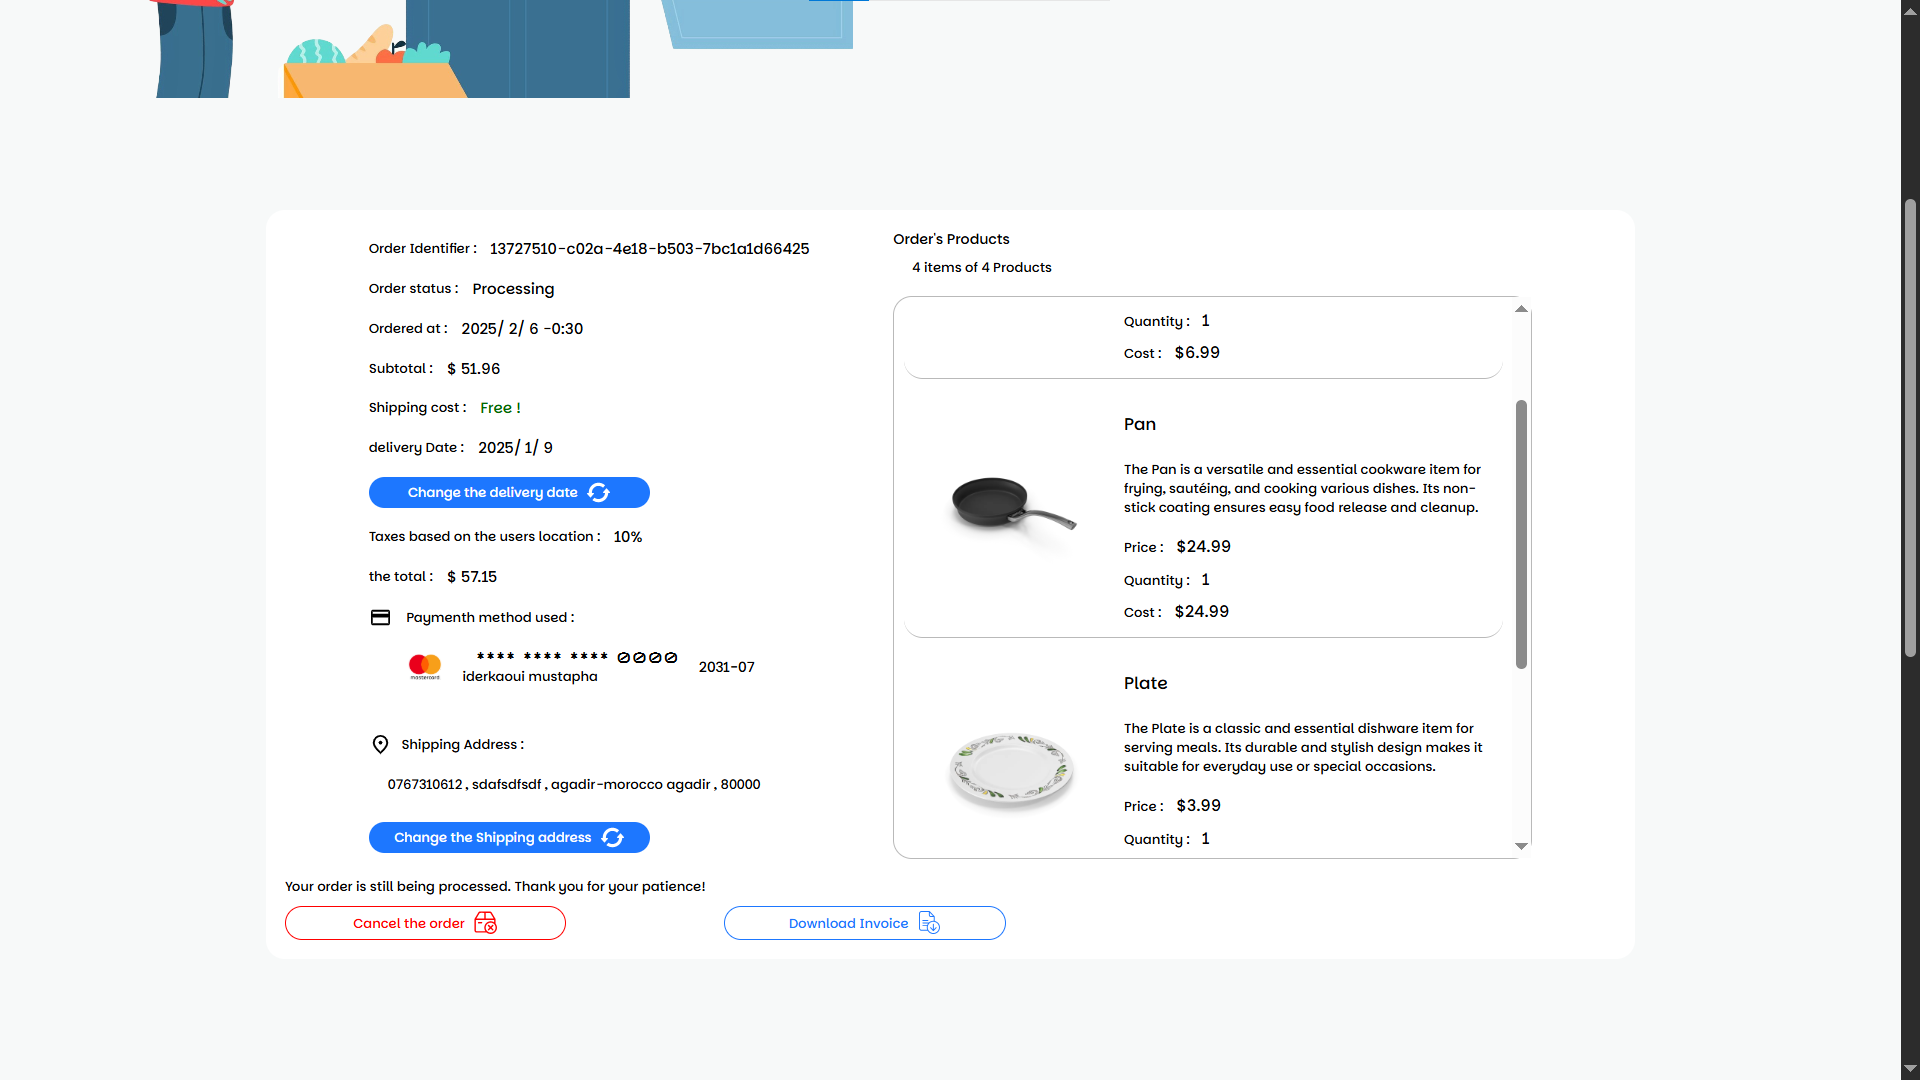 Order Identifier : 13727510-c02a-4e18-b503-7bc1a1d66425
Order status : Processing
Ordered at : 2025/ 2/ 6 -0:30
Subtotal : $ 51.96
Shipping cost : Free !
delivery Date : 2025/ 1/ 9
Change the delivery date
Taxes based on the users location : 10%
the total : $ 57.15
Paymenth method used :
mastercard
**** **** **** 0000
iderkaoui mustapha
2031-07
Shipping Address :
0767310612 , sdafsdfsdf , agadir-morocco agadir , 80000
Change the Shipping address
Order's Products
4 items of 4 Products
Quantity : 1
Cost : $6.99
Pan
The Pan is a versatile and essential cookware item for
frying, sautéing, and cooking various dishes. Its non-
stick coating ensures easy food release and cleanup.
Price : $24.99
Quantity : 1
Cost : $24.99
Plate
The Plate is a classic and essential dishware item for
serving meals. Its durable and stylish design makes it
suitable for everyday use or special occasions.
Price : $3.99
Quantity : 1
Your order is still being processed. Thank you for your patience!
Cancel the order
Download Invoice